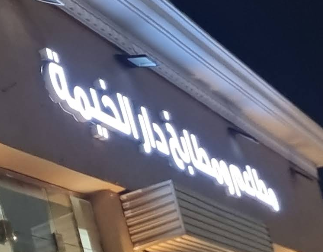 مطعم ومطابخ دار الخيمة